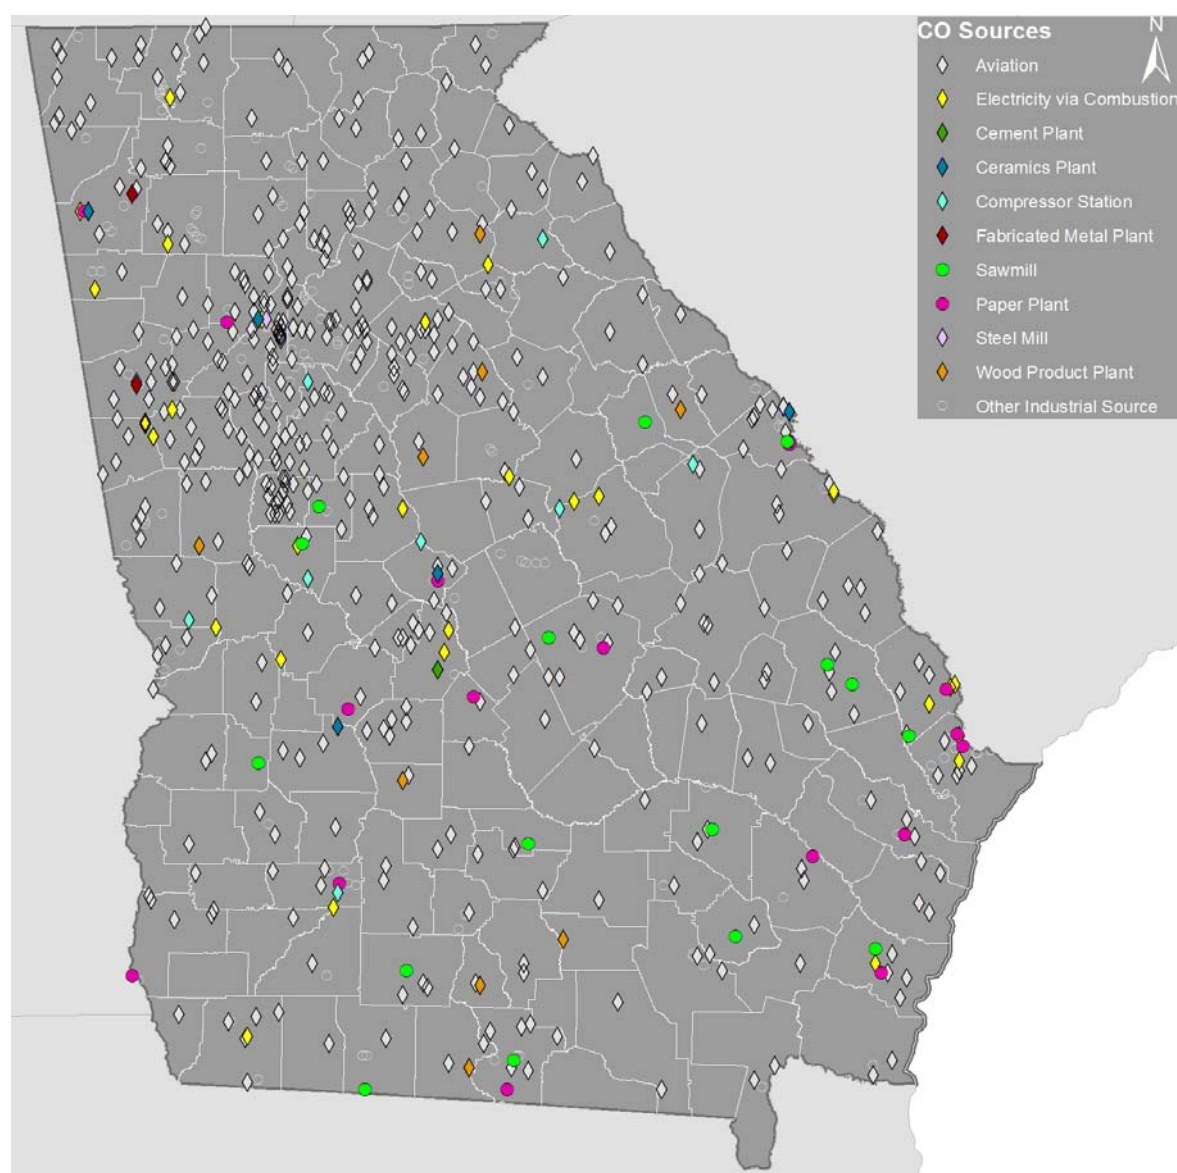 CO Sources
N
Aviation
Electricity via Combustion
Cement Plant
Ceramics Plant
Compressor Station
Fabricated Metal Plant
Sawmill
Paper Plant
Steel Mill
Wood Product Plant
Other Industrial Source